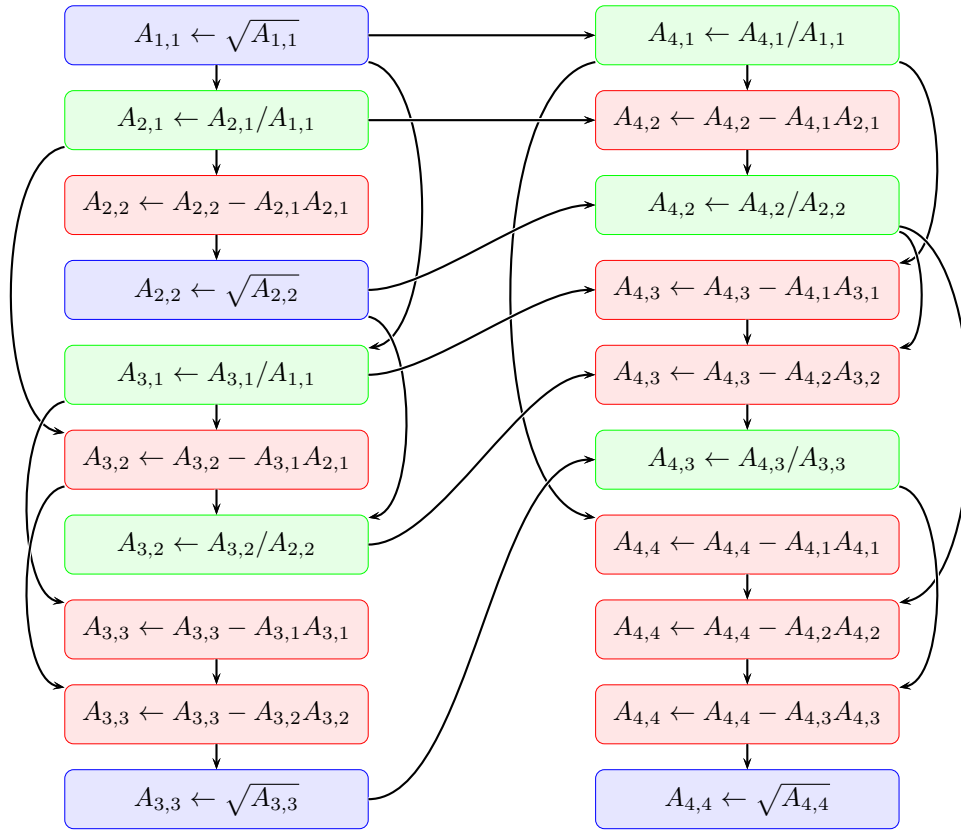 A_{1,1} ← √A_{1,1}
A_{2,1} ← A_{2,1}/A_{1,1}
A_{2,2} ← A_{2,2} − A_{2,1}A_{2,1}
A_{2,2} ← √A_{2,2}
A_{3,1} ← A_{3,1}/A_{1,1}
A_{3,2} ← A_{3,2} − A_{3,1}A_{2,1}
A_{3,2} ← A_{3,2}/A_{2,2}
A_{3,3} ← A_{3,3} − A_{3,1}A_{3,1}
A_{3,3} ← A_{3,3} − A_{3,2}A_{3,2}
A_{3,3} ← √A_{3,3}
A_{4,1} ← A_{4,1}/A_{1,1}
A_{4,2} ← A_{4,2} − A_{4,1}A_{2,1}
A_{4,2} ← A_{4,2}/A_{2,2}
A_{4,3} ← A_{4,3} − A_{4,1}A_{3,1}
A_{4,3} ← A_{4,3} − A_{4,2}A_{3,2}
A_{4,3} ← A_{4,3}/A_{3,3}
A_{4,4} ← A_{4,4} − A_{4,1}A_{4,1}
A_{4,4} ← A_{4,4} − A_{4,2}A_{4,2}
A_{4,4} ← A_{4,4} − A_{4,3}A_{4,3}
A_{4,4} ← √A_{4,4}